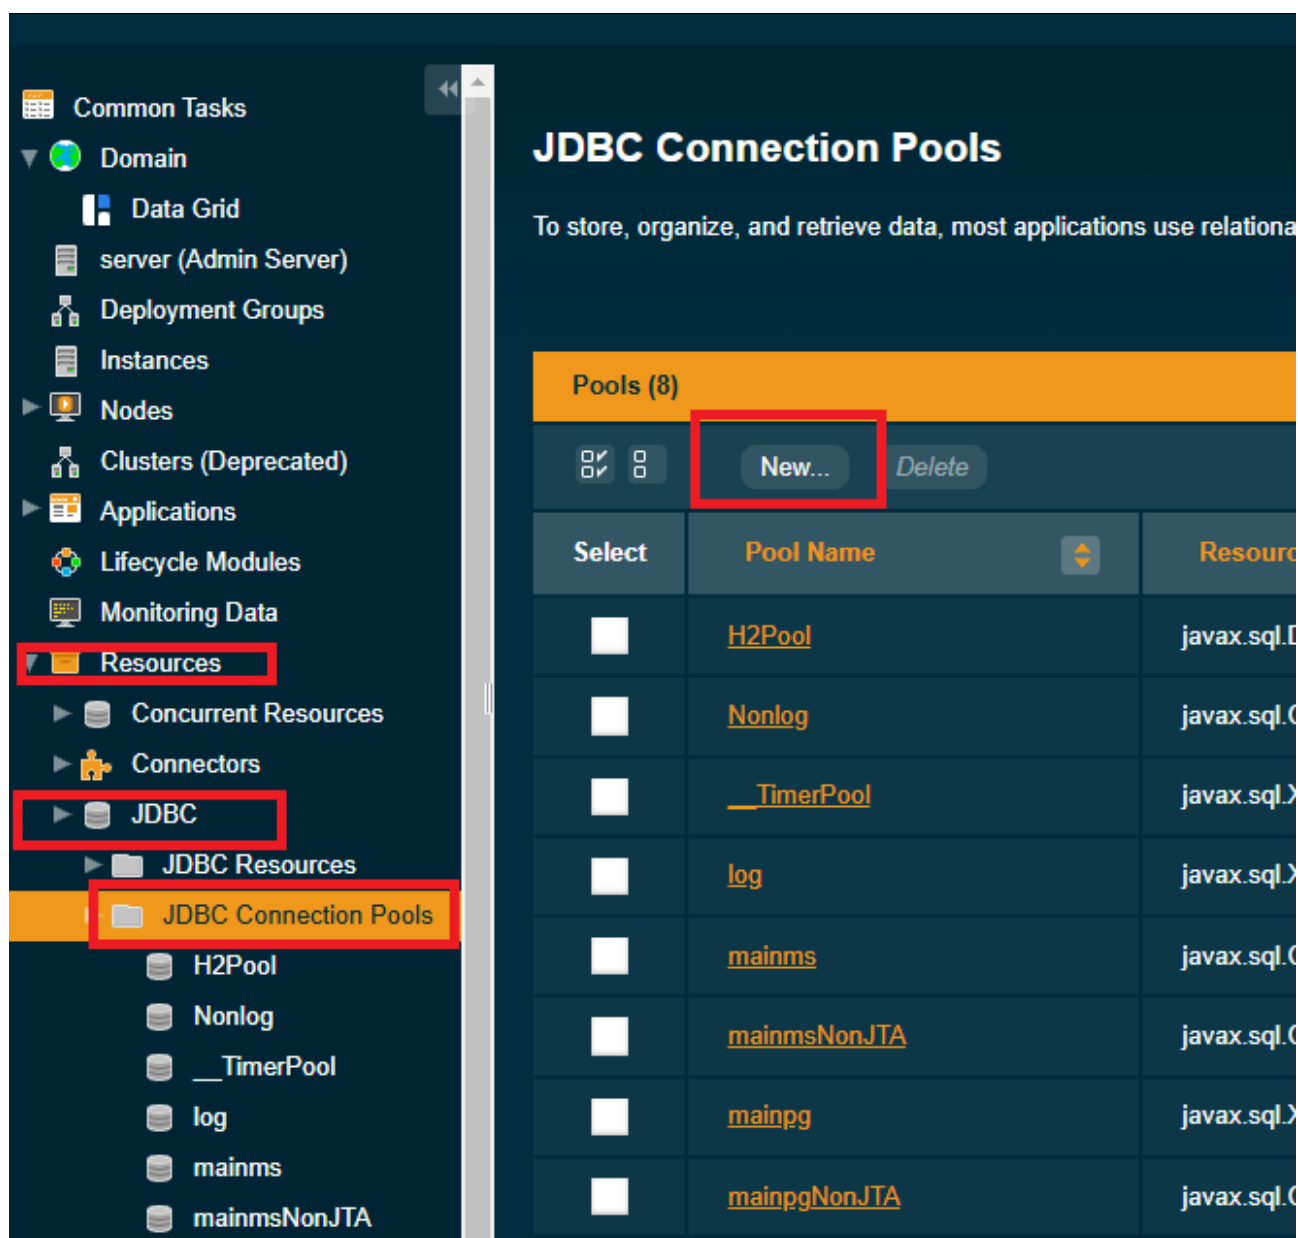 Common Tasks
Domain
Data Grid
server (Admin Server)
Deployment Groups
Instances
Nodes
Clusters (Deprecated)
Applications
Lifecycle Modules
Monitoring Data
Resources
Concurrent Resources
Connectors
JDBC
JDBC Resources
JDBC Connection Pools
H2Pool
Nonlog
__TimerPool
log
mainms
mainmsNonJTA
JDBC Connection Pools
To store, organize, and retrieve data, most applications use relationa
Pools (8)
New... Delete
Select Pool Name Resourc
H2Pool javax.sql.D
Nonlog javax.sql.C
__TimerPool javax.sql.X
log javax.sql.X
mainms javax.sql.C
mainmsNonJTA javax.sql.C
mainpg javax.sql.X
mainpgNonJTA javax.sql.C